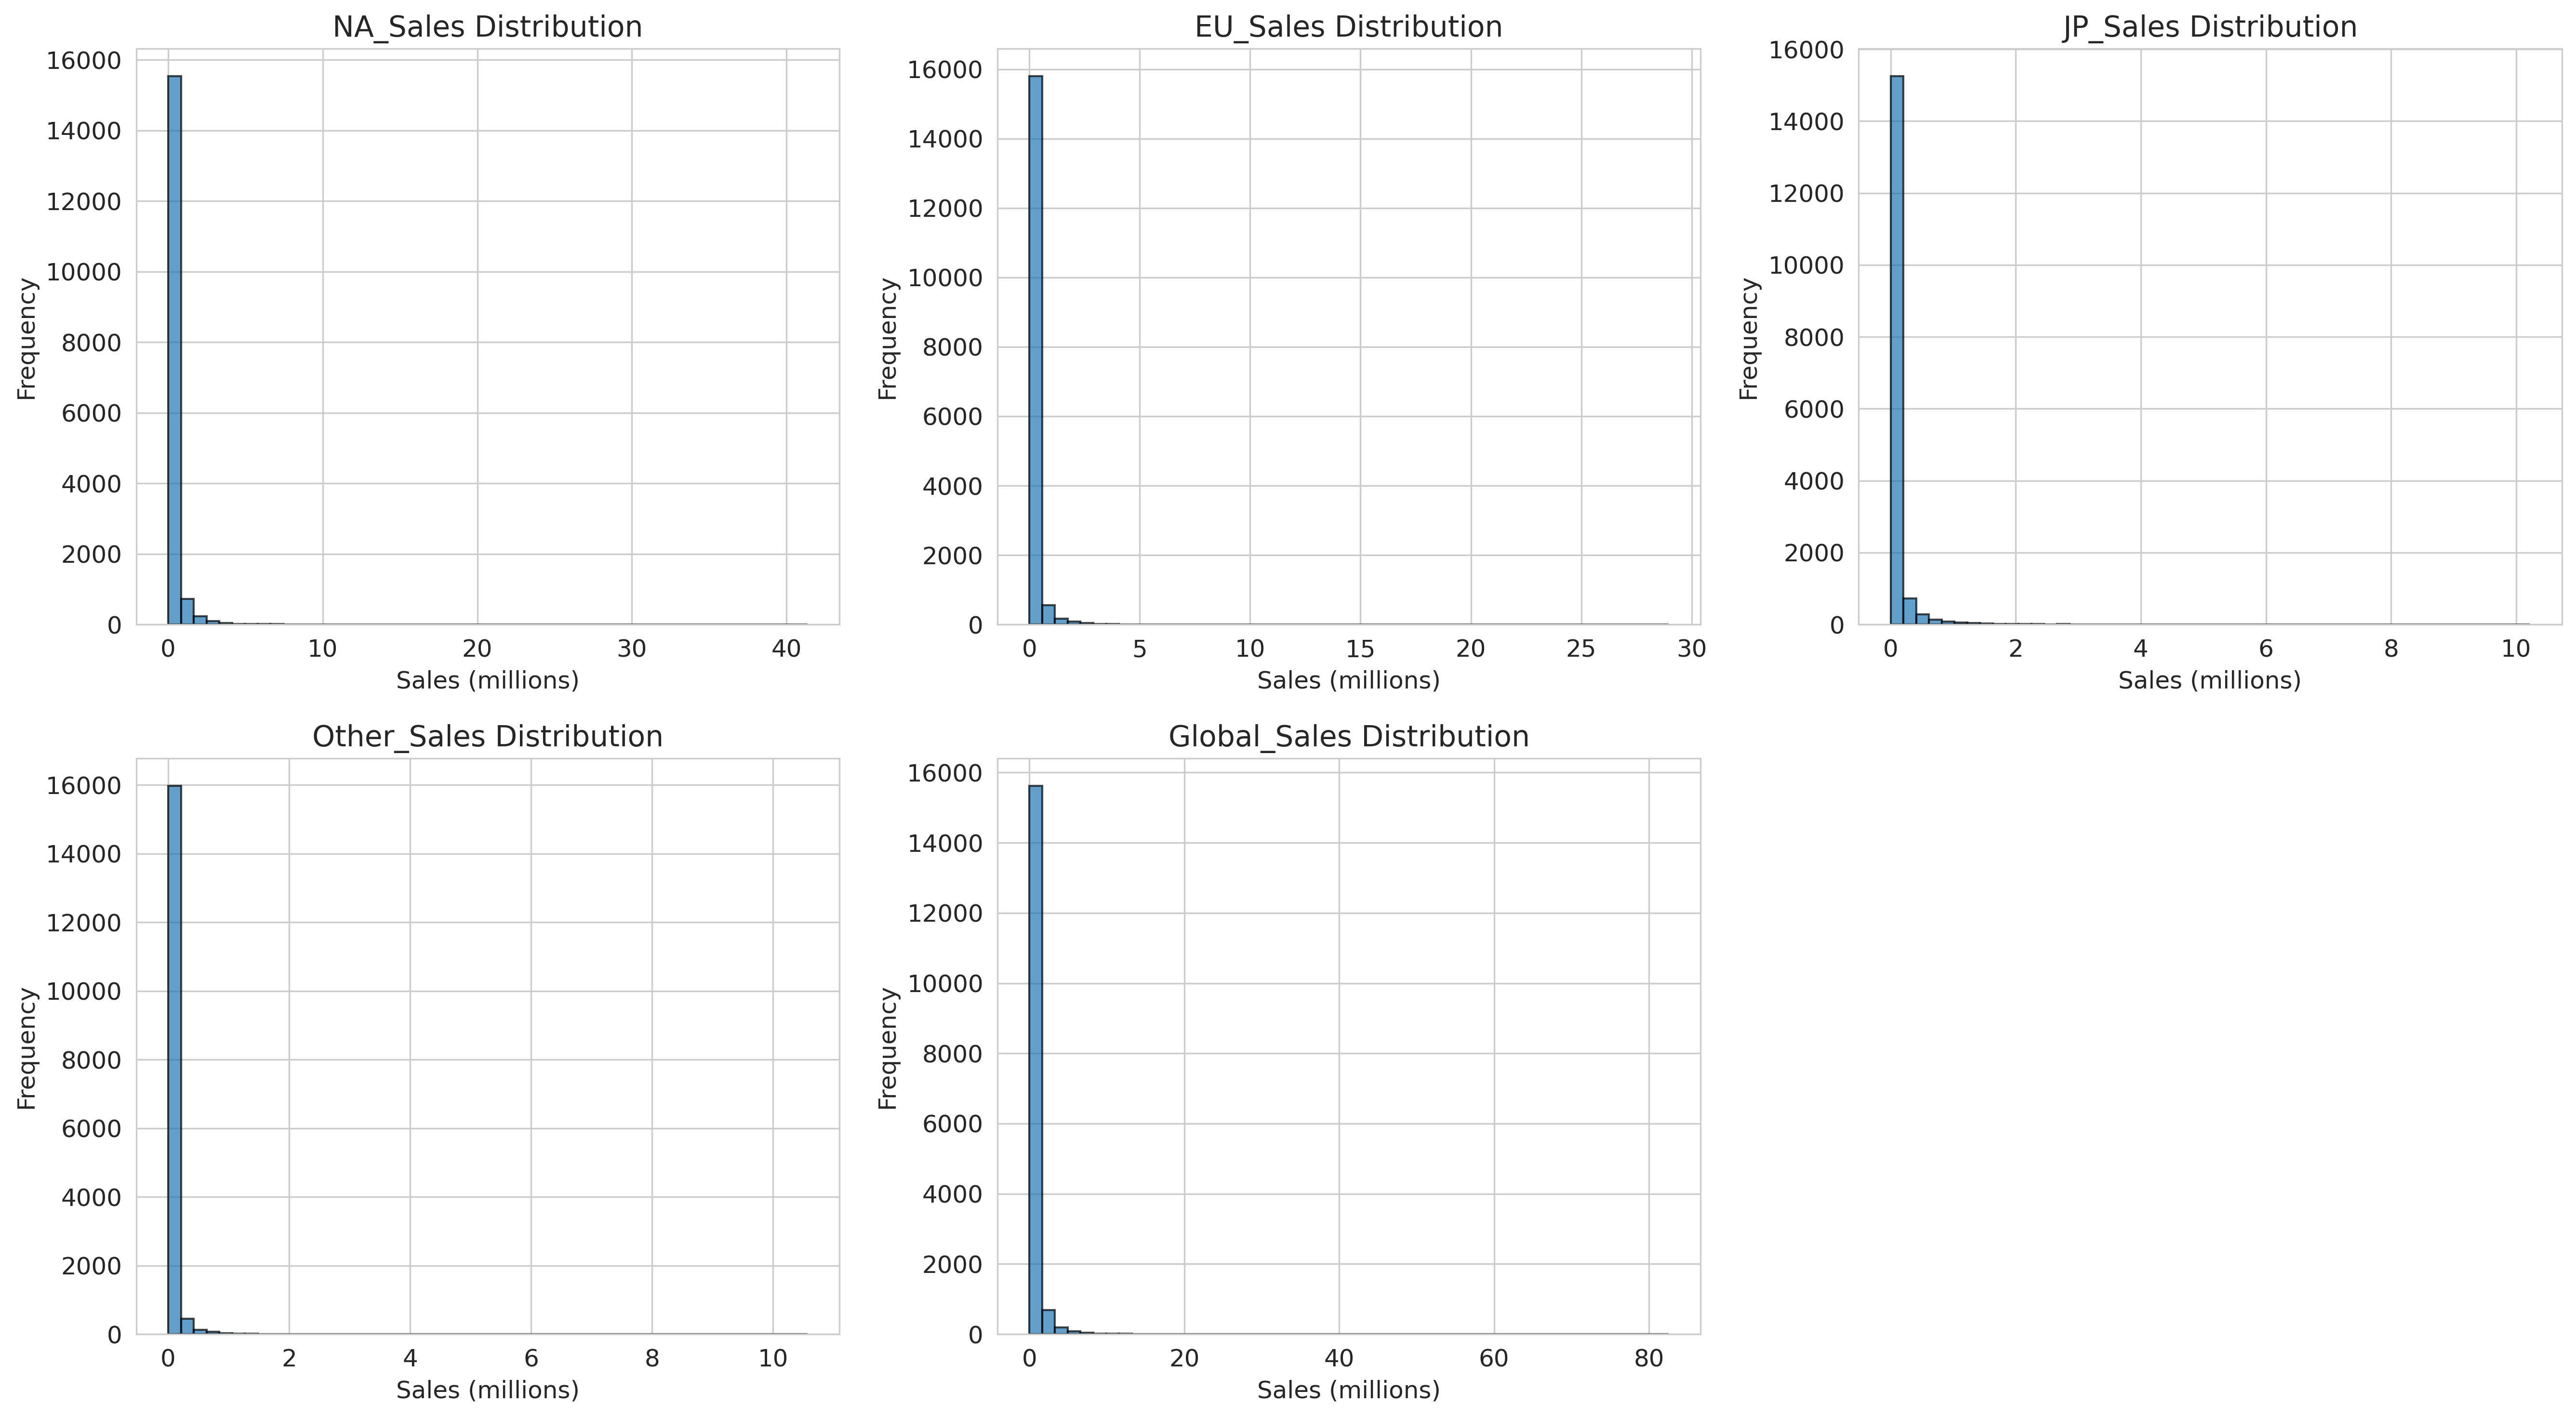 NA_Sales Distribution
16000
14000
12000
10000
8000
6000
4000
2000
0
Frequency
0 10 20 30 40
Sales (millions)
EU_Sales Distribution
16000
14000
12000
10000
8000
6000
4000
2000
0
Frequency
0 5 10 15 20 25 30
Sales (millions)
JP_Sales Distribution
16000
14000
12000
10000
8000
6000
4000
2000
0
Frequency
0 2 4 6 8 10
Sales (millions)
Other_Sales Distribution
16000
14000
12000
10000
8000
6000
4000
2000
0
Frequency
0 2 4 6 8 10
Sales (millions)
Global_Sales Distribution
16000
14000
12000
10000
8000
6000
4000
2000
0
Frequency
0 20 40 60 80
Sales (millions)